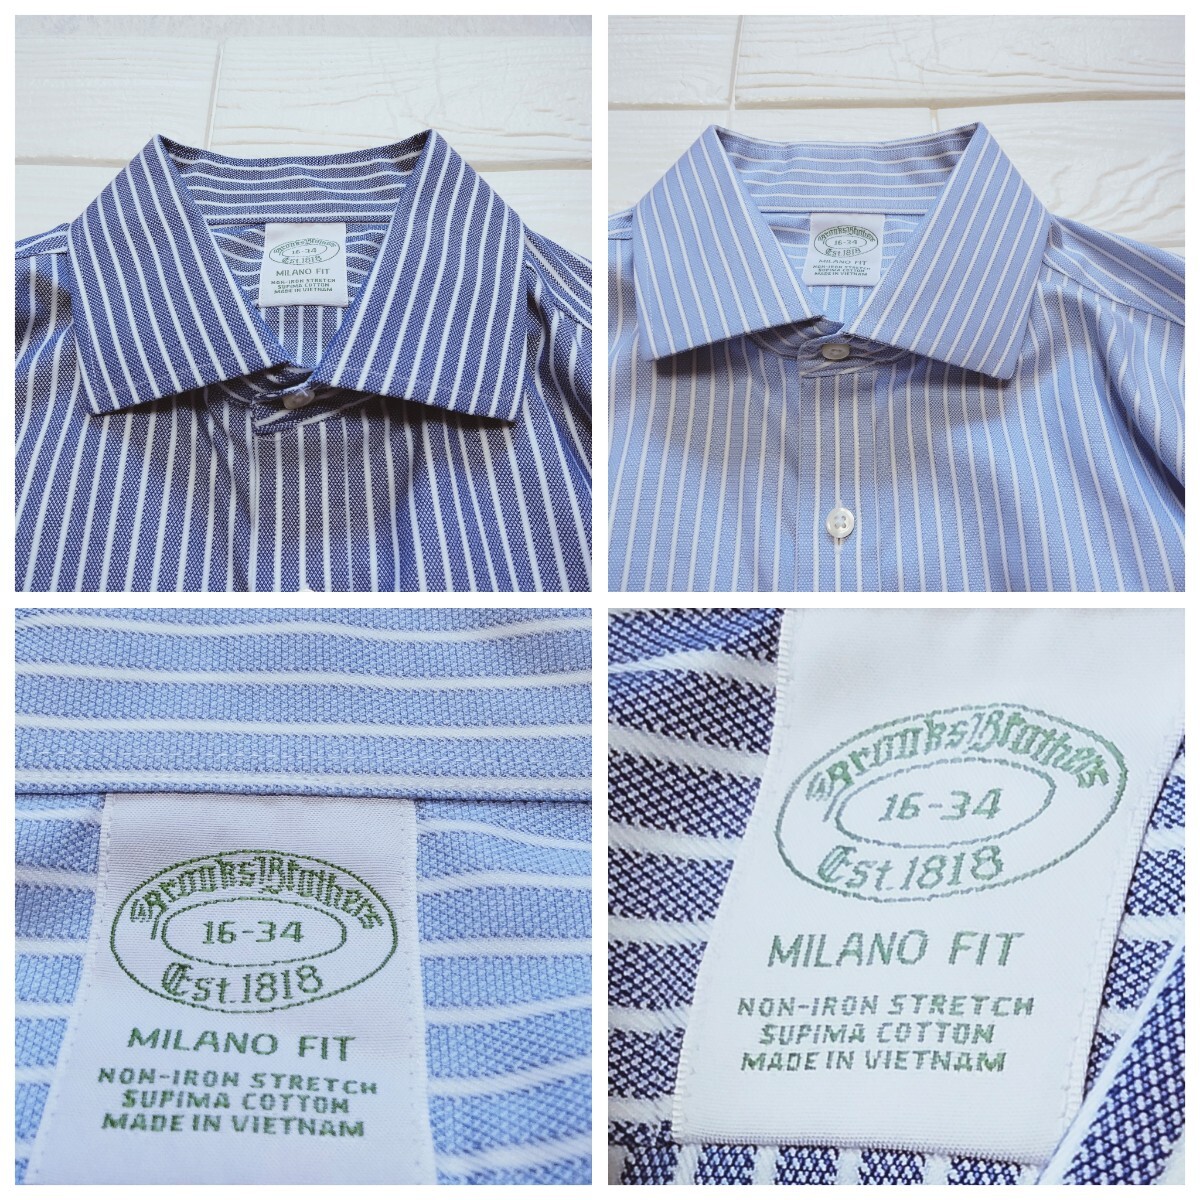 Brooks Brothers
16-34
Est. 1818
MILANO FIT
NON-IRON STRETCH
SUPIMA COTTON
MADE IN VIETNAM
Brooks Brothers
16-34
Est. 1818
MILANO FIT
NON-IRON STRETCH
SUPIMA COTTON
MADE IN VIETNAM
Brooks Brothers
16-34
Est. 1818
MILANO FIT
NON-IRON STRETCH
SUPIMA COTTON
MADE IN VIETNAM
Brooks Brothers
16-34
Est. 1818
MILANO FIT
NON-IRON STRETCH
SUPIMA COTTON
MADE IN VIETNAM